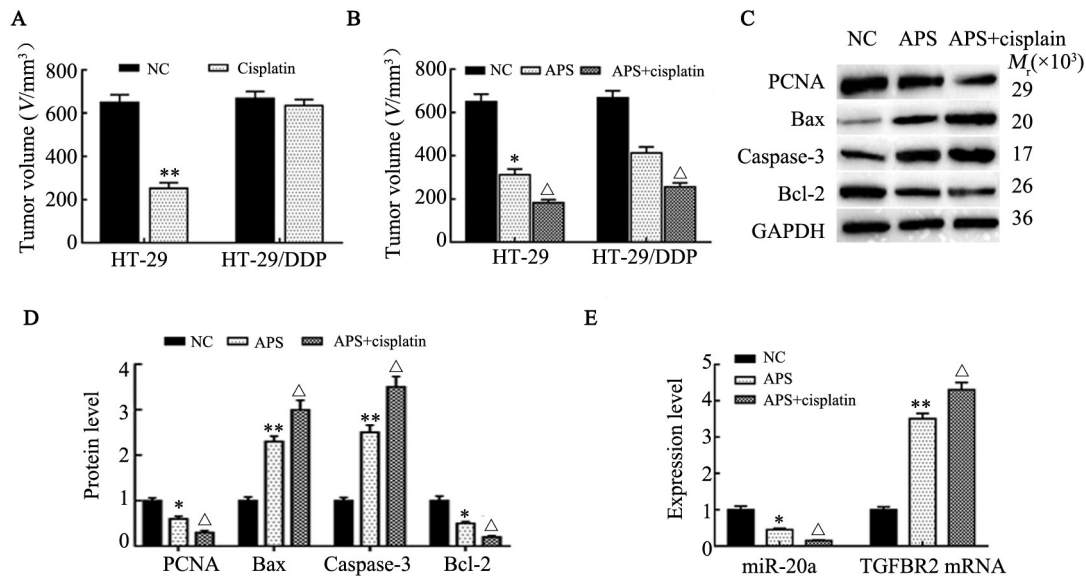 A
Tumor volume (V/mm³)
800
600
400
200
0
NC
Cisplatin
**
HT-29
HT-29/DDP
B
Tumor volume (V/mm³)
800
600
400
200
0
NC
APS
APS+cisplatin
*
△
△
HT-29
HT-29/DDP
C
NC APS APS+cisplain
Mr(×10³)
PCNA 29
Bax 20
Caspase-3 17
Bcl-2 26
GAPDH 36
D
NC
APS
APS+cisplatin
Protein level
4
3
2
1
0
*
△
**
△
**
△
*
△
PCNA
Bax
Caspase-3
Bcl-2
E
NC
APS
APS+cisplatin
Expression level
5
4
3
2
1
0
*
△
**
△
miR-20a
TGFBR2 mRNA